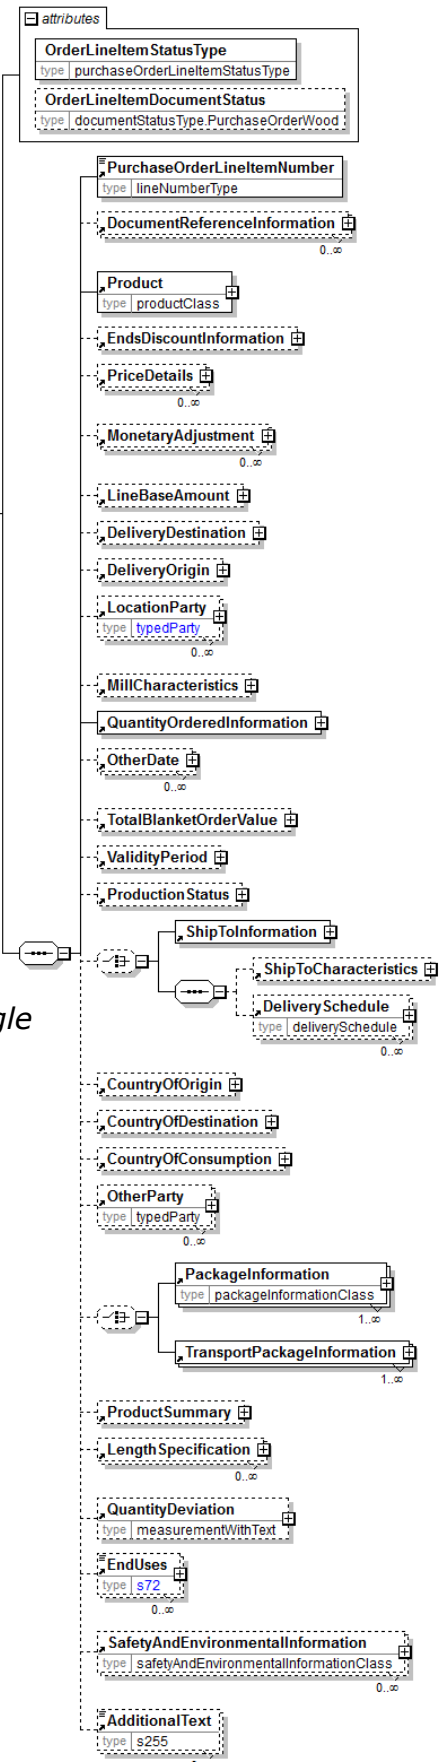 attributes
OrderLineItemStatusType
type purchaseOrderLineItemStatusType
OrderLineItemDocumentStatus
type documentStatusType.PurchaseOrderWood
PurchaseOrderLineItemNumber
type lineNumberType
DocumentReferenceInformation
0..∞
Product
type productClass
EndsDiscountInformation
PriceDetails
0..∞
MonetaryAdjustment
0..∞
LineBaseAmount
DeliveryDestination
DeliveryOrigin
LocationParty
type typedParty
0..∞
MillCharacteristics
QuantityOrderedInformation
OtherDate
0..∞
TotalBlanketOrderValue
ValidityPeriod
ProductionStatus
ShipToInformation
ShipToCharacteristics
DeliverySchedule
type deliverySchedule
gle
0..∞
CountryOfOrigin
CountryOfDestination
CountryOfConsumption
OtherParty
type typedParty
0..∞
PackageInformation
type packageInformationClass
1..∞
TransportPackageInformation
1..∞
ProductSummary
LengthSpecification
0..∞
QuantityDeviation
type measurementWithText
EndUses
type s72
0..∞
SafetyAndEnvironmentalInformation
type safetyAndEnvironmentalInformationClass
0..∞
AdditionalText
type s255